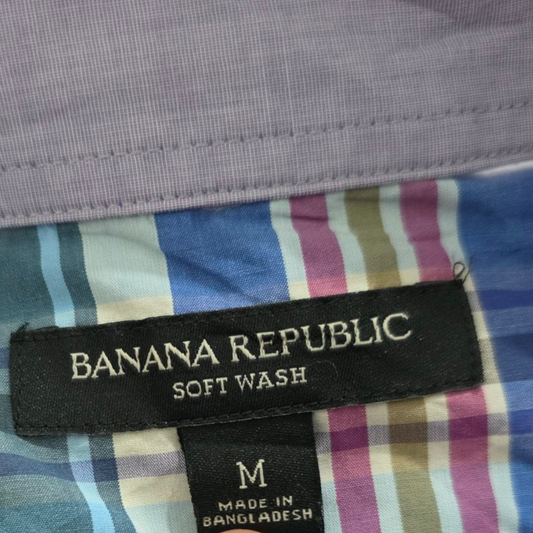 BANANA REPUBLIC
SOFT WASH
M
MADE IN
BANGLADESH